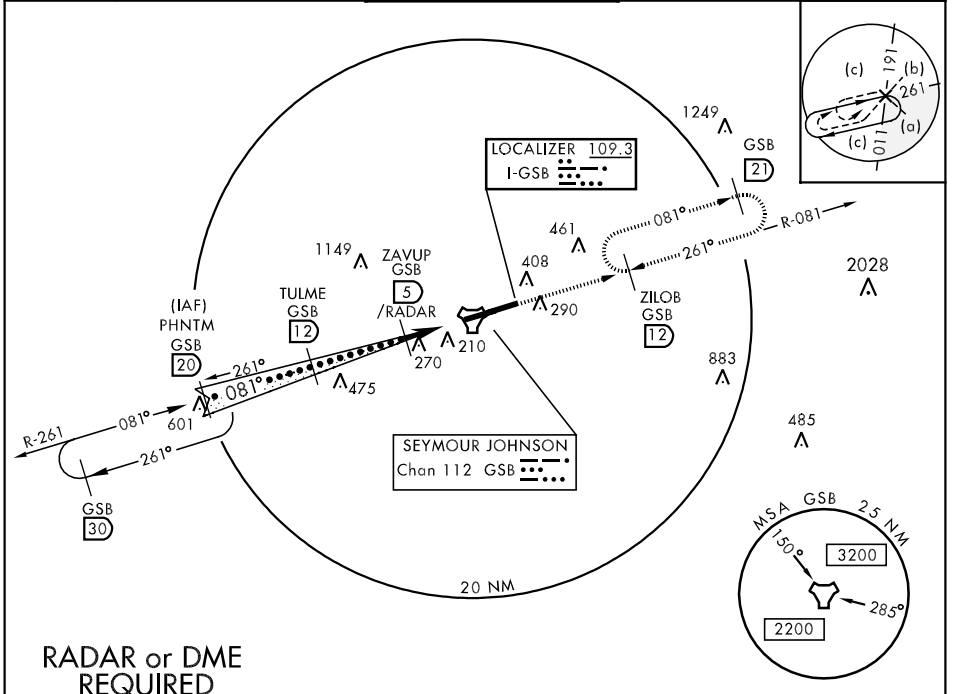 (c)
191
(b)
261
(a)
(c)
011
1249
GSB
21
LOCALIZER 109.3
I-GSB
081°
R-081
261°
461
1149
ZAVUP
GSB
5
/RADAR
408
290
ZILOB
GSB
12
2028
(IAF)
PHNTM
GSB
20
TULME
GSB
12
270
210
261°
081°
475
883
601
R-261
081°
261°
485
SEYMOUR JOHNSON
Chan 112 GSB
GSB
30
MSA GSB 25 NM
150°
3200
285°
2200
20 NM
RADAR or DME
REQUIRED